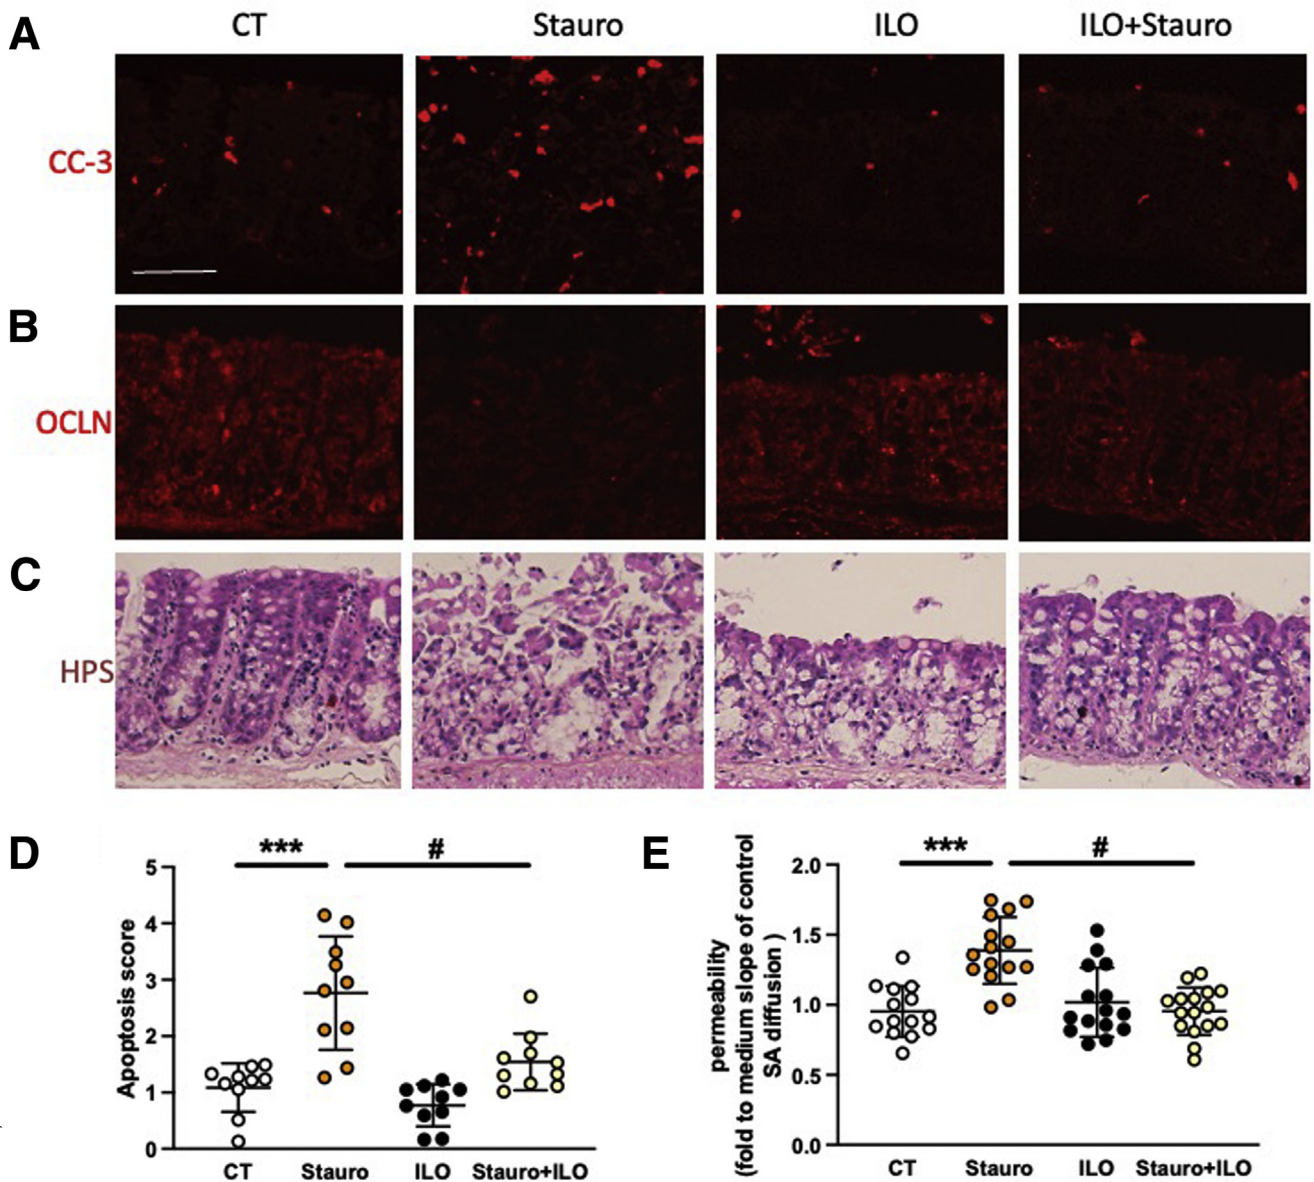 A
CT
Stauro
ILO
ILO+Stauro
CC-3
B
OCLN
C
HPS
D
***
#
Apoptosis score
5
4
3
2
1
0
CT
Stauro
ILO
Stauro+ILO
E
***
#
permeability
(fold to medium slope of control
SA diffusion )
2.0
1.5
1.0
0.5
0.0
CT
Stauro
ILO
Stauro+ILO